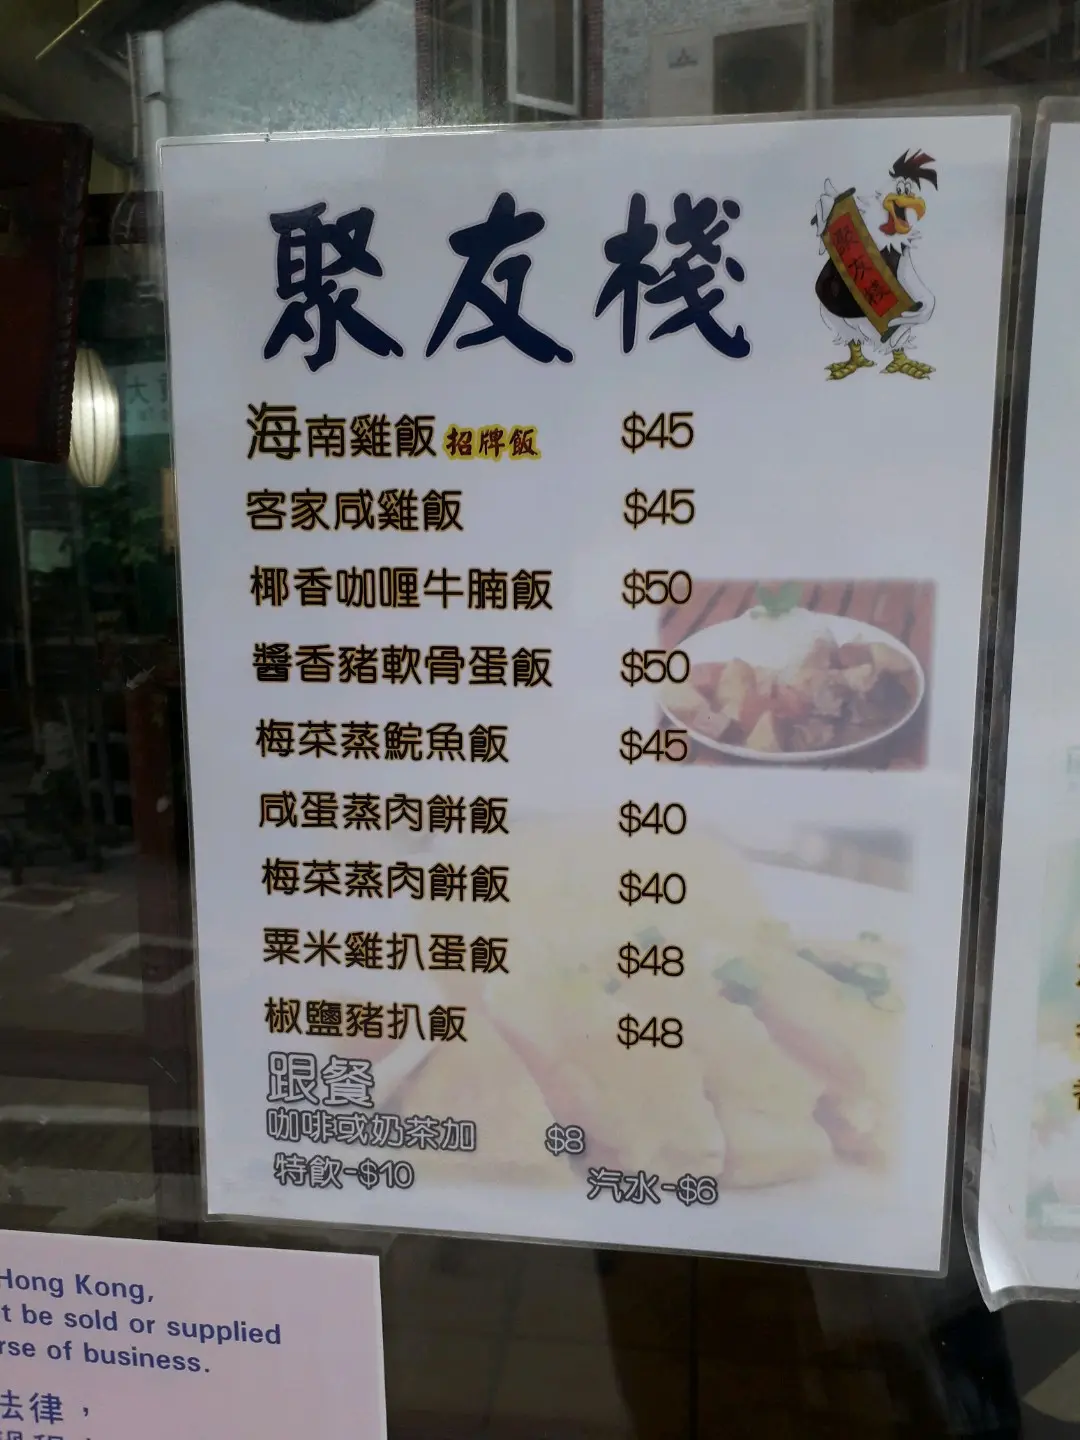 聚友棧
聚友棧
海南雞飯 招牌飯 $45
客家咸雞飯 $45
椰香咖喱牛腩飯 $50
醬香豬軟骨蛋飯 $50
梅菜蒸鯇魚飯 $45
咸蛋蒸肉餅飯 $40
梅菜蒸肉餅飯 $40
粟米雞扒蛋飯 $48
椒鹽豬扒飯 $48
跟餐
咖啡或奶茶加 $8
特飲-$10 汽水-$6
Hong Kong,
t be sold or supplied
rse of business.
法律，